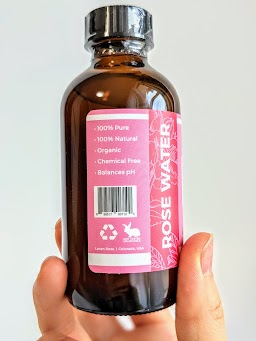 · 100% Pure
· 100% Natural
· Organic
· Chemical Free
· Balances pH
ROSE WATER